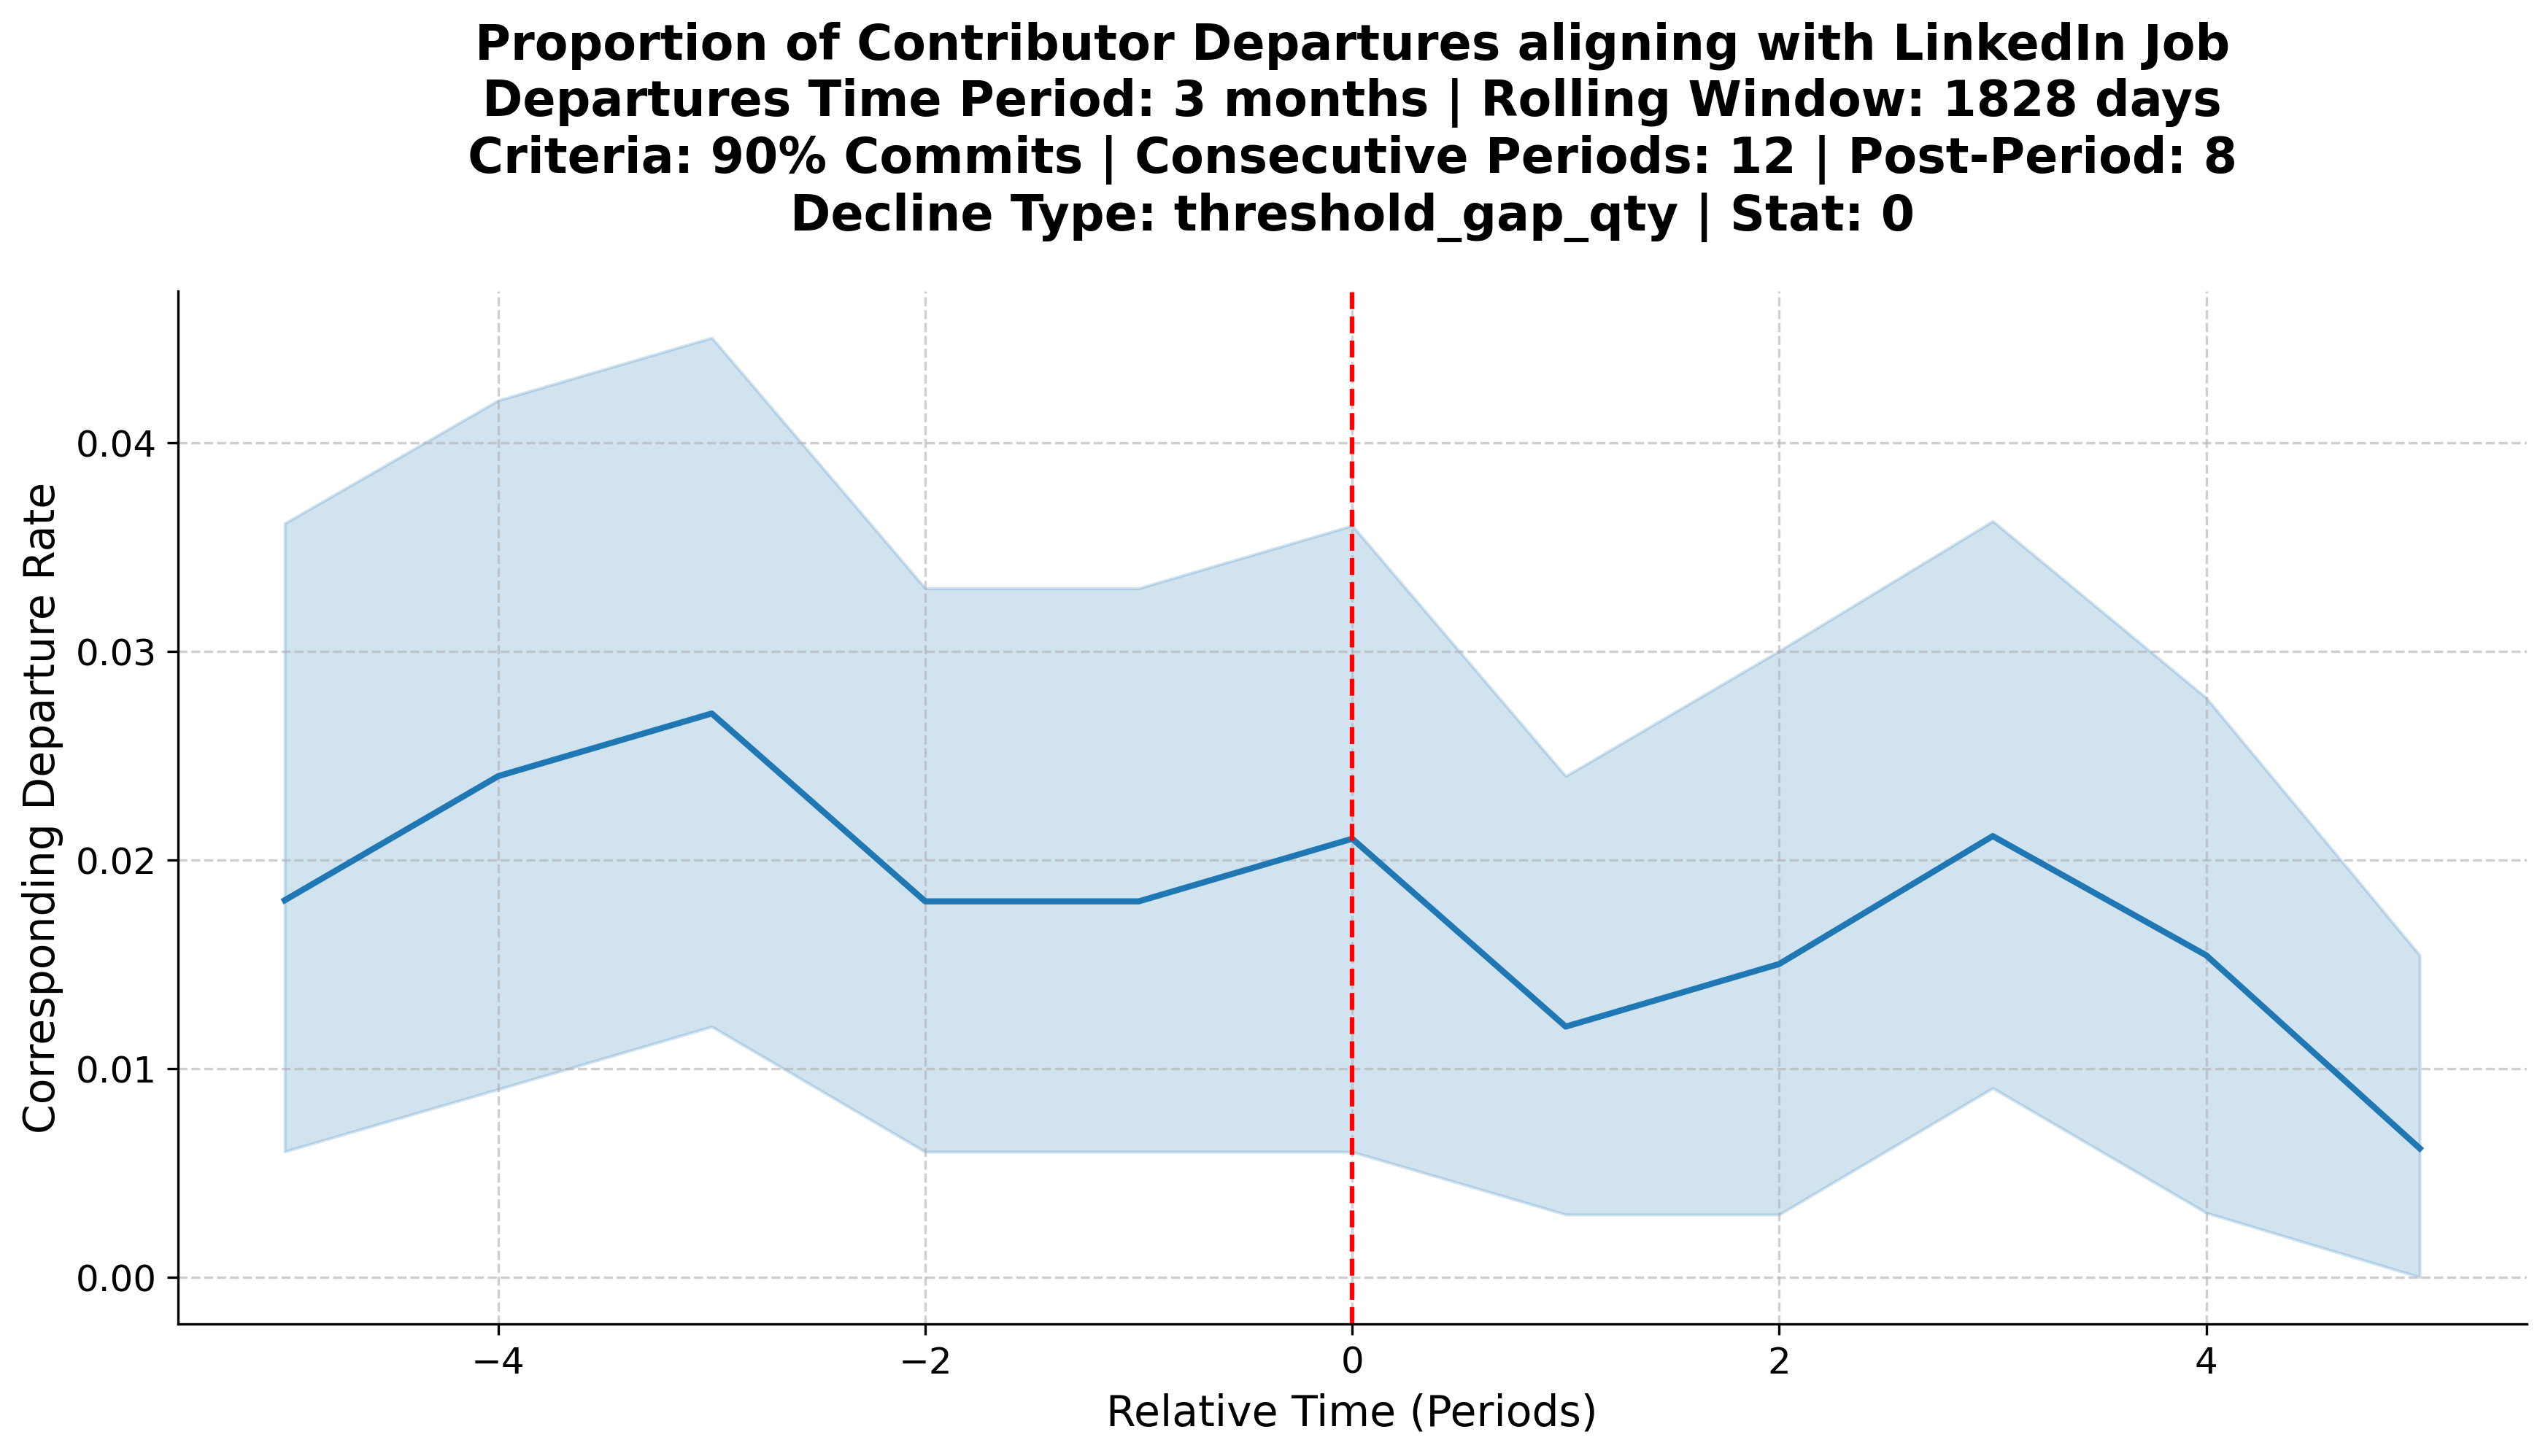 Proportion of Contributor Departures aligning with LinkedIn Job
Departures Time Period: 3 months | Rolling Window: 1828 days
Criteria: 90% Commits | Consecutive Periods: 12 | Post-Period: 8
Decline Type: threshold_gap_qty | Stat: 0
Corresponding Departure Rate
0.04
0.03
0.02
0.01
0.00
−4 −2 0 2 4
Relative Time (Periods)